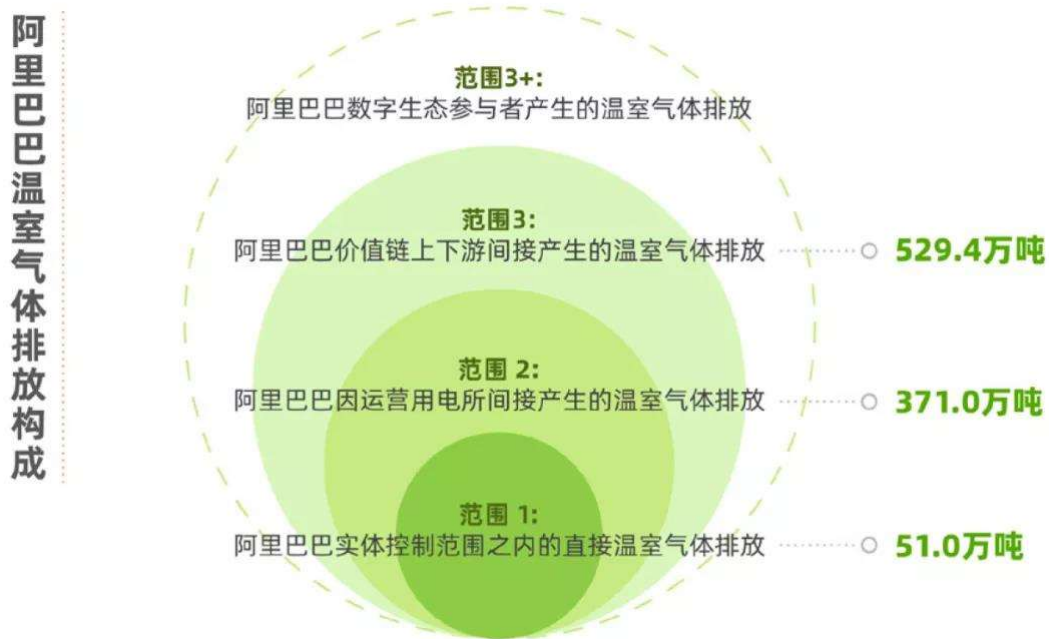 阿里巴巴温室气体排放构成
范围3+:
阿里巴巴数字生态参与者产生的温室气体排放
范围3:
阿里巴巴价值链上下游间接产生的温室气体排放
529.4万吨
范围 2:
阿里巴巴因运营用电所间接产生的温室气体排放
371.0万吨
范围 1:
阿里巴巴实体控制范围之内的直接温室气体排放
51.0万吨